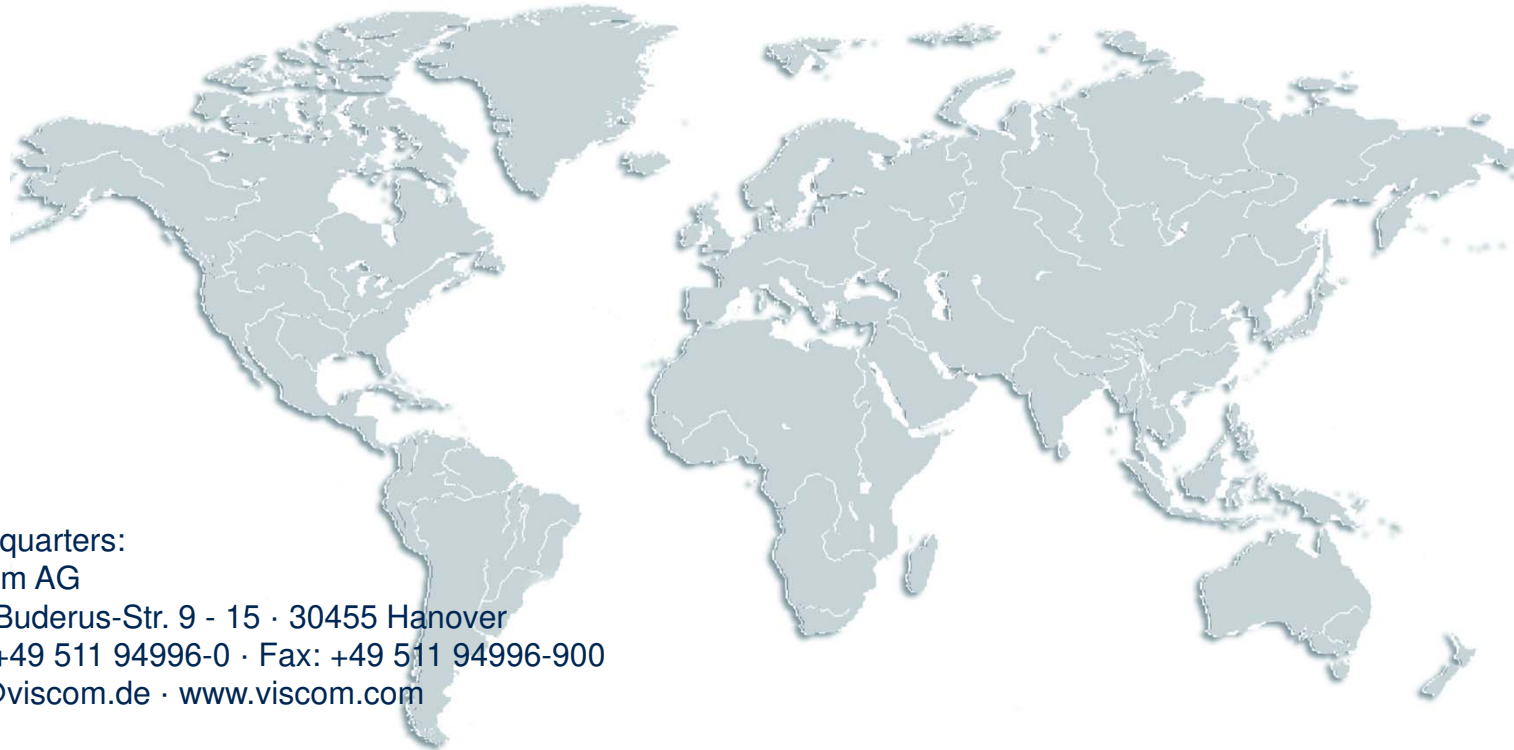 quarters:
m AG
Buderus-Str. 9 - 15 · 30455 Hanover
+49 511 94996-0 · Fax: +49 511 94996-900
@viscom.de · www.viscom.com